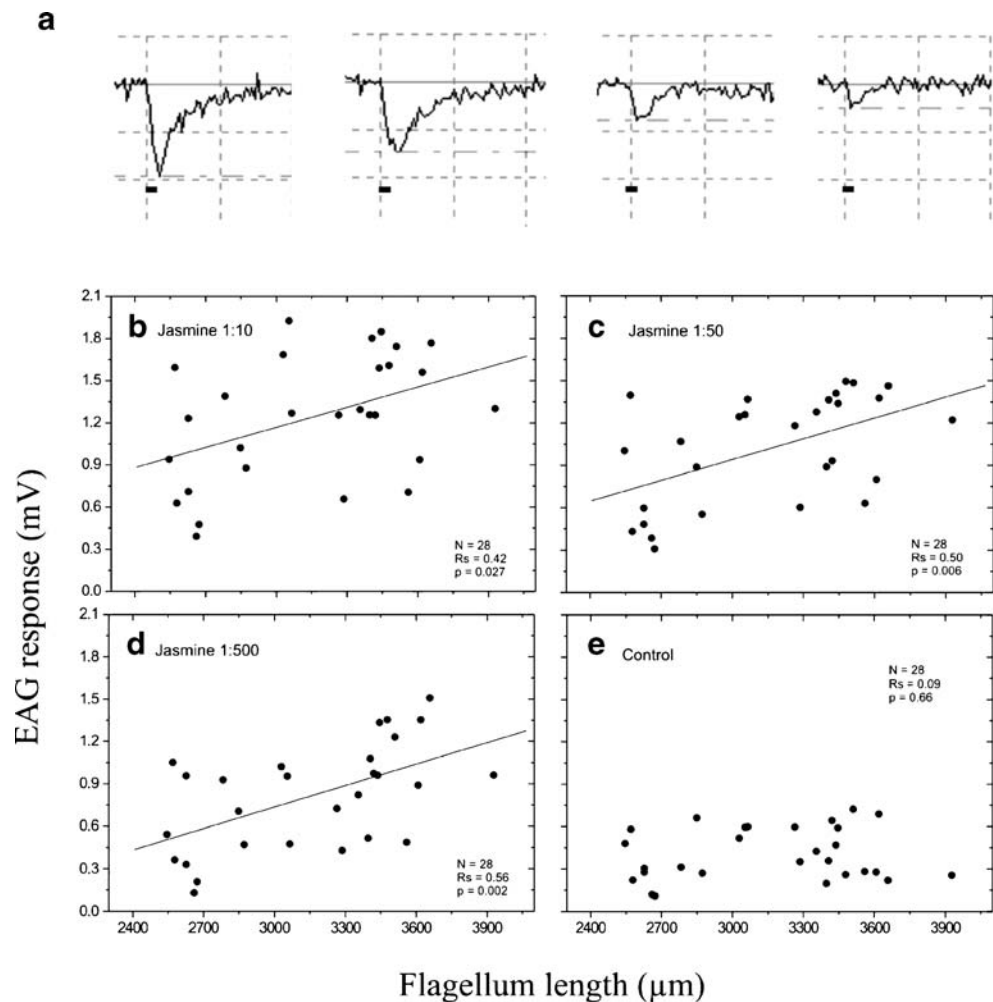 a
b Jasmine 1:10
c Jasmine 1:50
2.1
1.8
1.5
1.2
0.9
0.6
0.3
0.0
N = 28
Rs = 0.42
p = 0.027
N = 28
Rs = 0.50
p = 0.006
d Jasmine 1:500
e Control
2.1
1.8
1.5
1.2
0.9
0.6
0.3
0.0
N = 28
Rs = 0.56
p = 0.002
N = 28
Rs = 0.09
p = 0.66
2400 2700 3000 3300 3600 3900
2400 2700 3000 3300 3600 3900
EAG response (mV)
Flagellum length (µm)